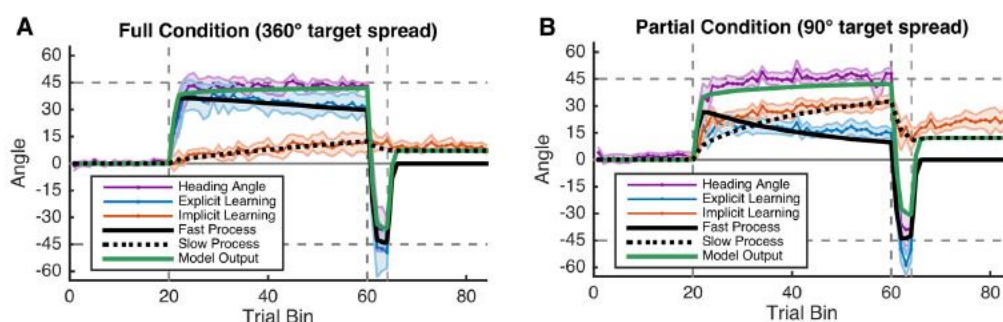 A
Full Condition (360° target spread)
60
45
30
15
0
-15
-30
-45
-60
Angle
Heading Angle
Explicit Learning
Implicit Learning
Fast Process
Slow Process
Model Output
0
20
40
60
80
Trial Bin
B
Partial Condition (90° target spread)
60
45
30
15
0
-15
-30
-45
-60
Angle
Heading Angle
Explicit Learning
Implicit Learning
Fast Process
Slow Process
Model Output
0
20
40
60
80
Trial Bin